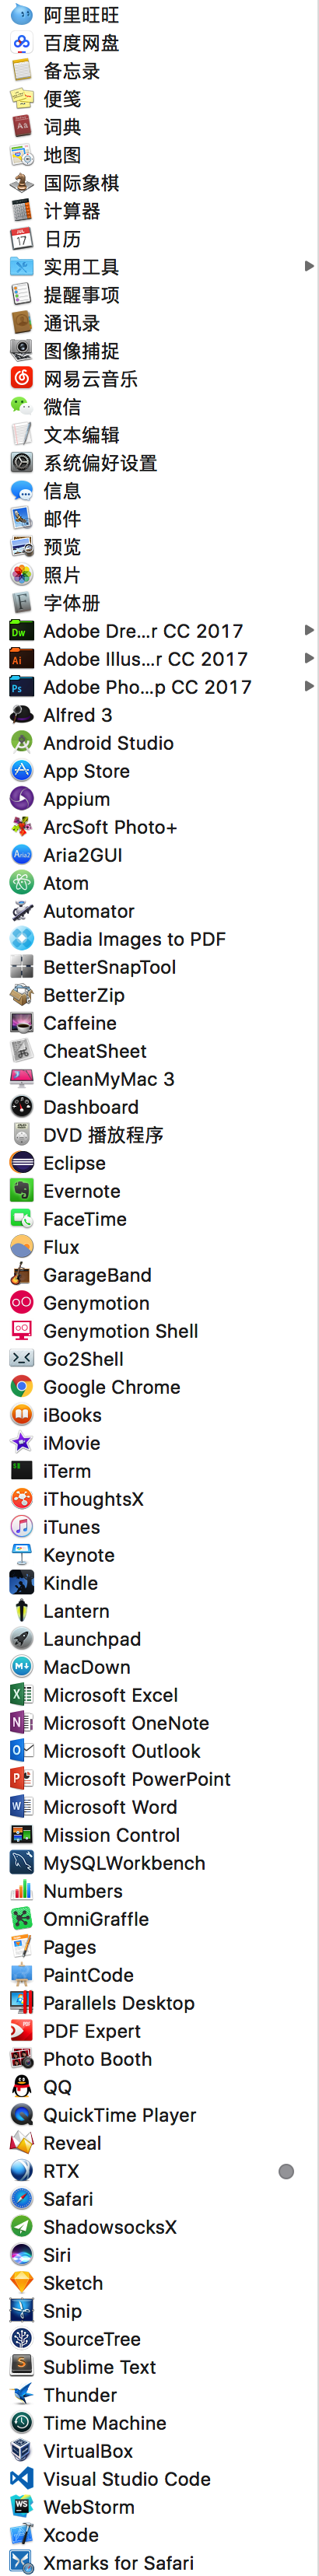 阿里旺旺
百度网盘
备忘录
便笺
词典
地图
国际象棋
计算器
日历
实用工具
提醒事项
通讯录
图像捕捉
网易云音乐
微信
文本编辑
系统偏好设置
信息
邮件
预览
照片
字体册
Adobe Dre...r CC 2017
Adobe Illus...r CC 2017
Adobe Pho...p CC 2017
Alfred 3
Android Studio
App Store
Appium
ArcSoft Photo+
Aria2GUI
Atom
Automator
Badia Images to PDF
BetterSnapTool
BetterZip
Caffeine
CheatSheet
CleanMyMac 3
Dashboard
DVD 播放程序
Eclipse
Evernote
FaceTime
Flux
GarageBand
Genymotion
Genymotion Shell
Go2Shell
Google Chrome
iBooks
iMovie
iTerm
iThoughtsX
iTunes
Keynote
Kindle
Lantern
Launchpad
MacDown
Microsoft Excel
Microsoft OneNote
Microsoft Outlook
Microsoft PowerPoint
Microsoft Word
Mission Control
MySQLWorkbench
Numbers
OmniGraffle
Pages
PaintCode
Parallels Desktop
PDF Expert
Photo Booth
QQ
QuickTime Player
Reveal
RTX
Safari
ShadowsocksX
Siri
Sketch
Snip
SourceTree
Sublime Text
Thunder
Time Machine
VirtualBox
Visual Studio Code
WebStorm
Xcode
Xmarks for Safari